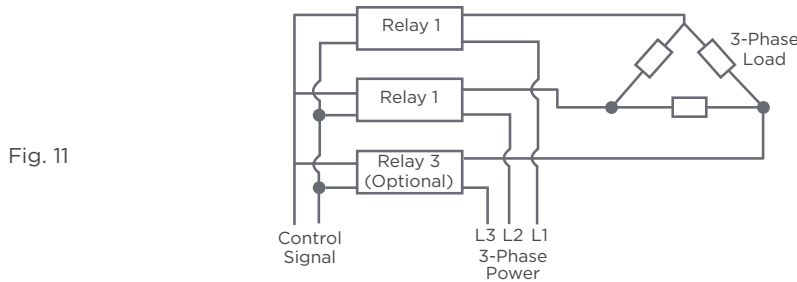 Relay 1
3-Phase
Load
Relay 1
Fig. 11
Relay 3
(Optional)
Control
Signal
L3 L2 L1
3-Phase
Power